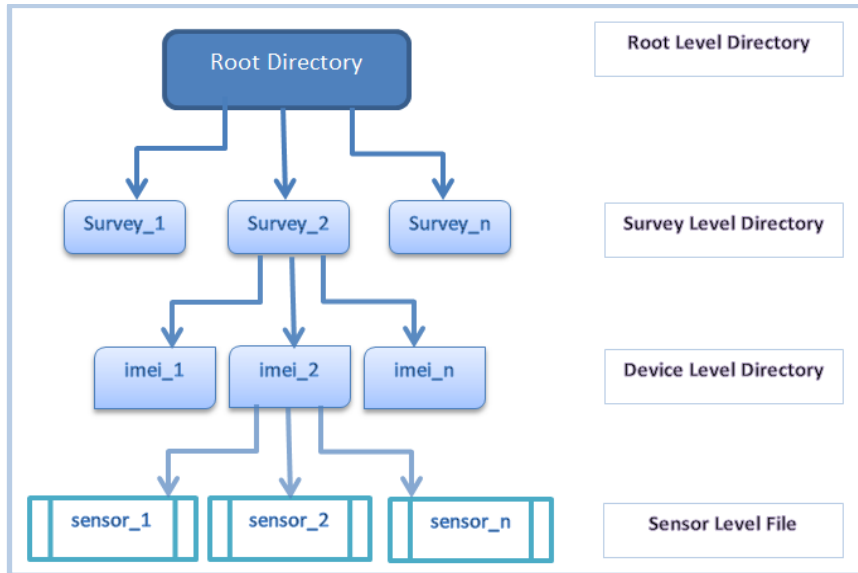 Root Directory
Root Level Directory
Survey_1
Survey_2
Survey_n
Survey Level Directory
imei_1
imei_2
imei_n
Device Level Directory
sensor_1
sensor_2
sensor_n
Sensor Level File